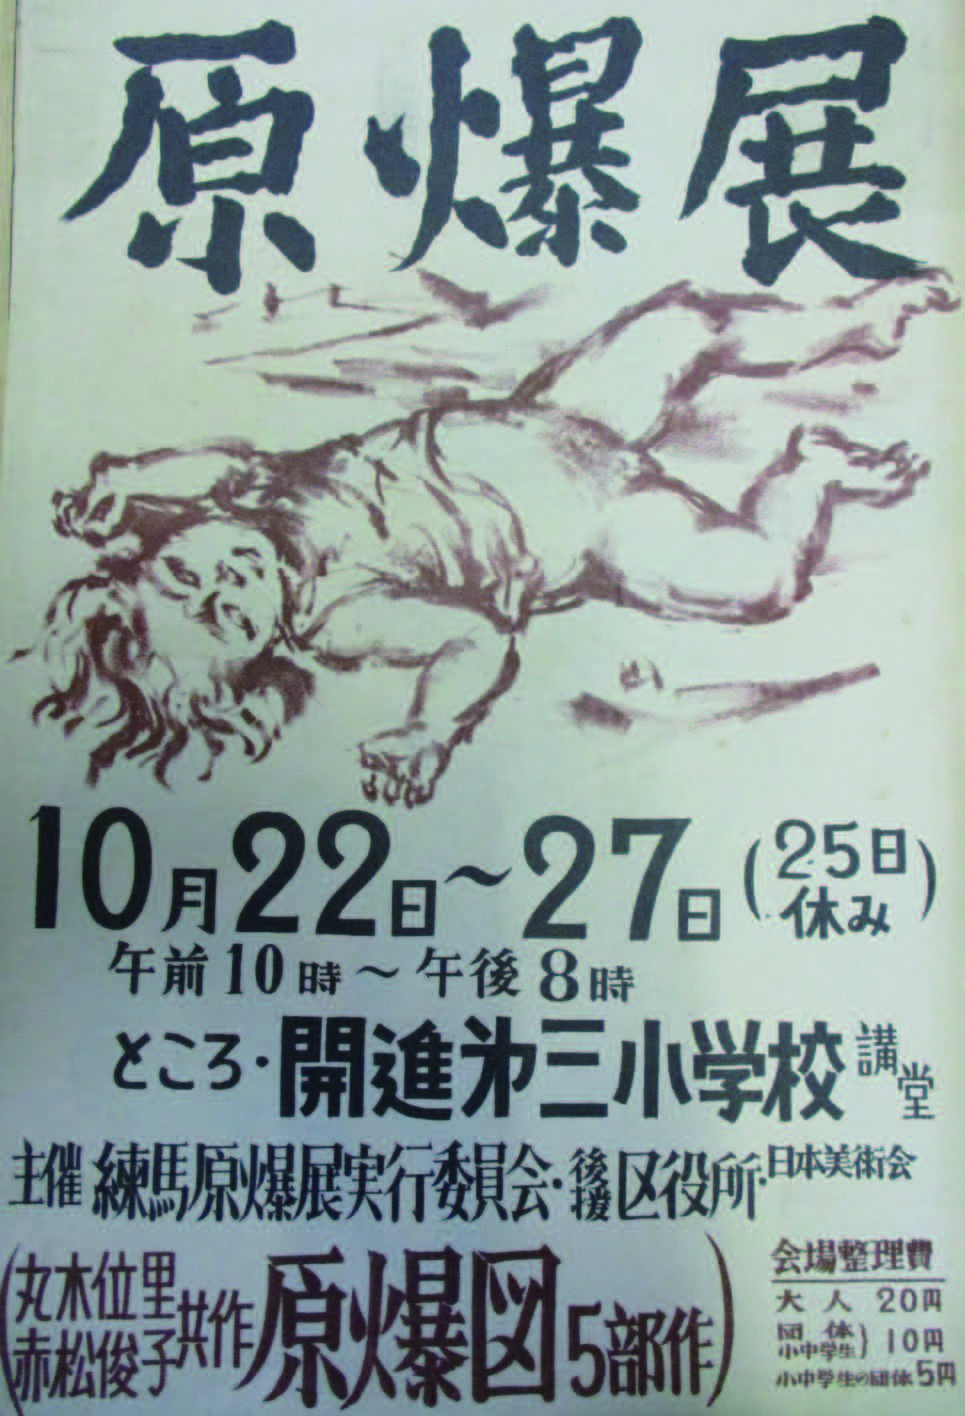 原爆展
10月22日～27日(25日休み)
午前10時～午後8時
ところ・開進第三小学校講堂
主催 練馬原爆展実行委員会・後援 区役所・日本美術会
(丸木位里 赤松俊子 共作 原爆図 5部作)
会場整理費
大人 20円
団体 小中学生} 10円
小中学生の団体 5円